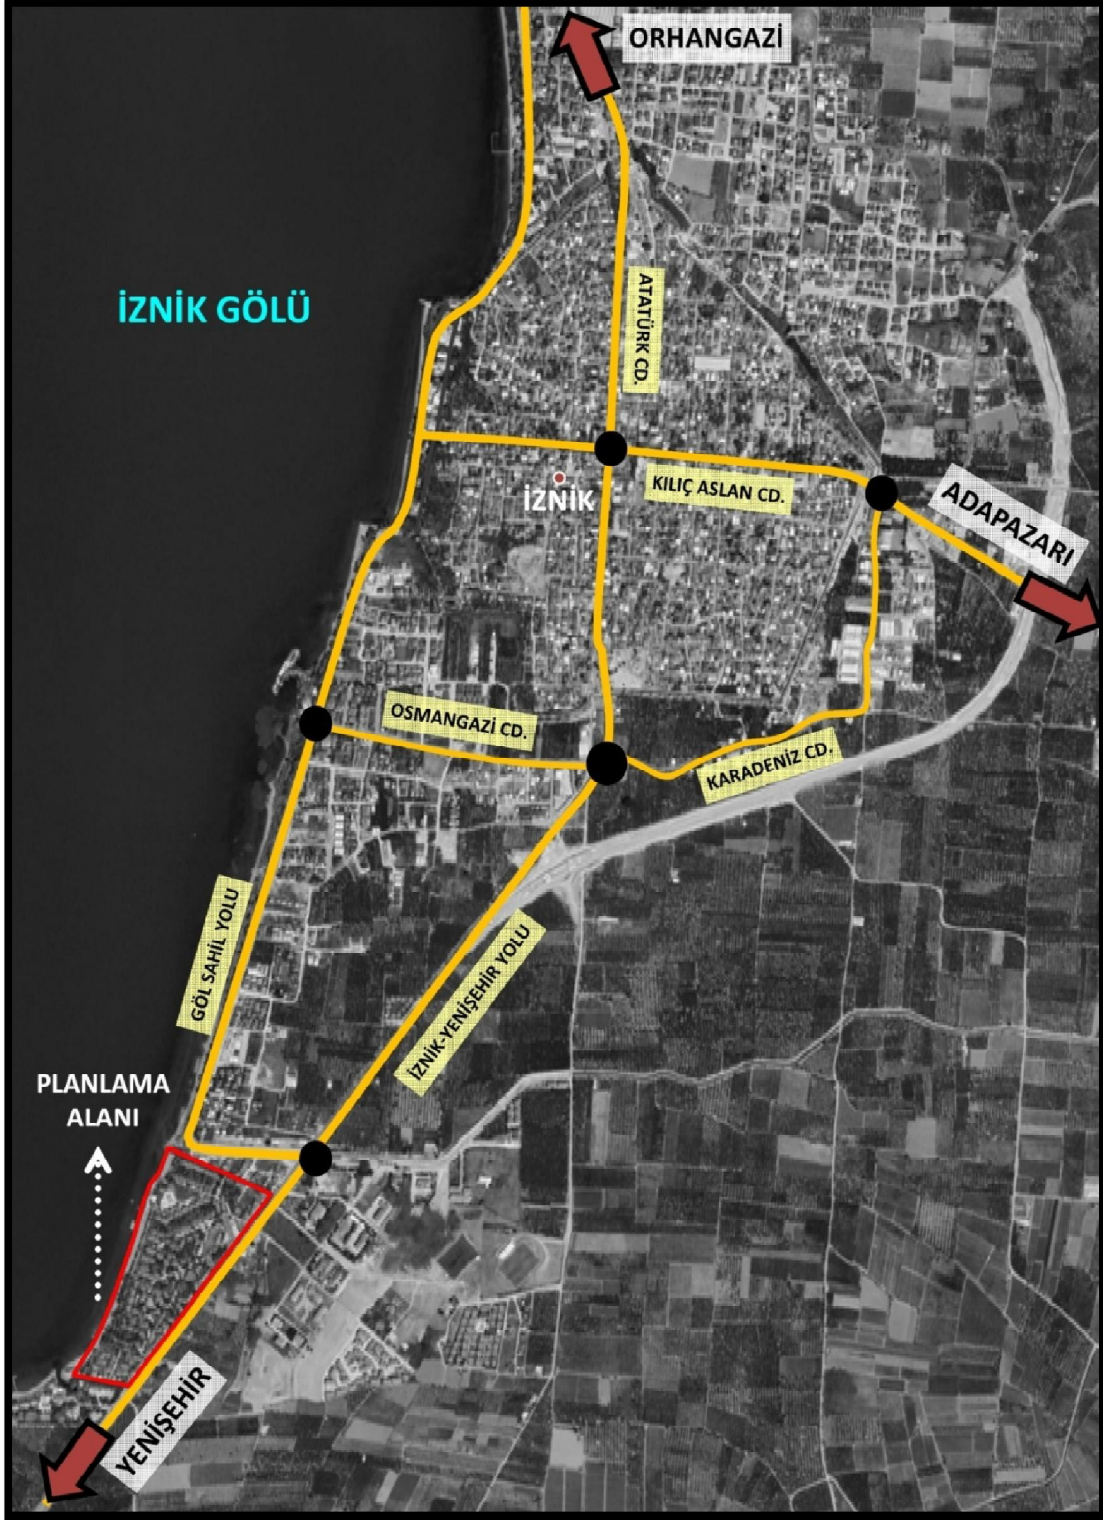 ORHANGAZİ
İZNİK GÖLÜ
ATATÜRK CD.
İZNİK
KILIÇ ASLAN CD.
ADAPAZARI
OSMANGAZİ CD.
KARADENİZ CD.
GÖL SAHİL YOLU
İZNİK-YENİŞEHİR YOLU
PLANLAMA
ALANI
YENİŞEHİR